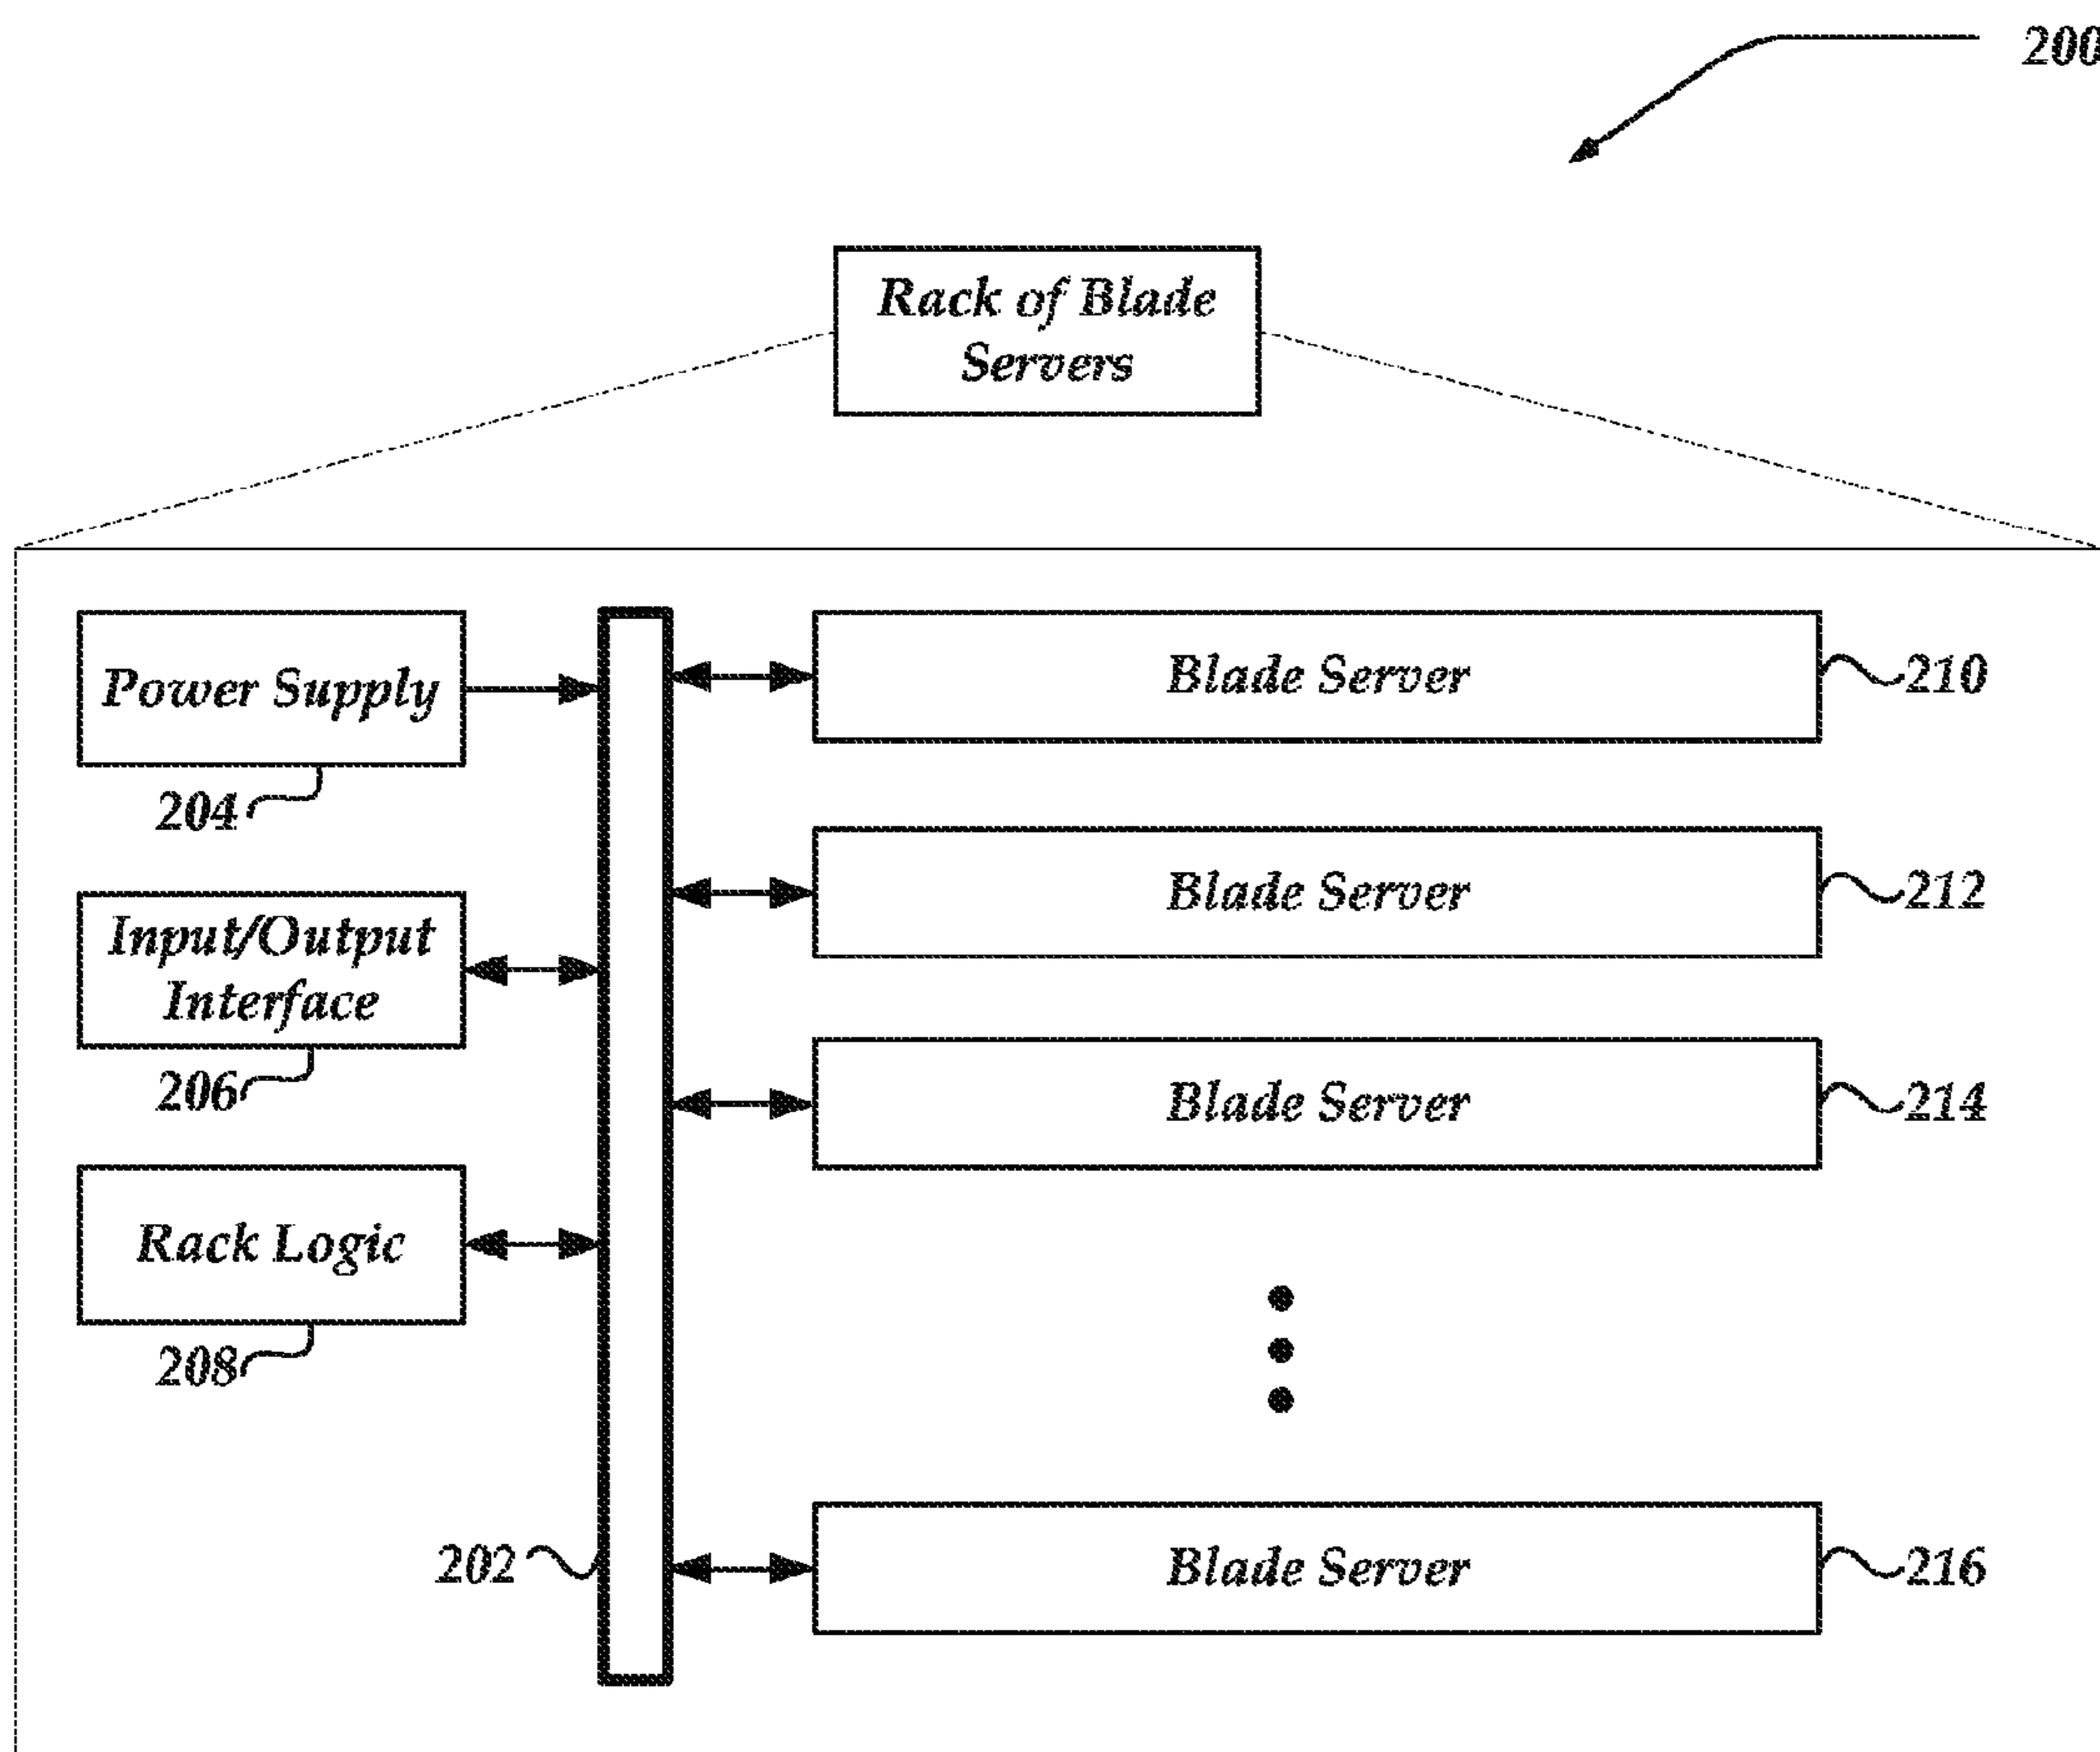 200
Rack of Blade
Servers
Power Supply
204
Input/Output
Interface
206
Rack Logic
208
202
Blade Server
210
Blade Server
212
Blade Server
214
Blade Server
216